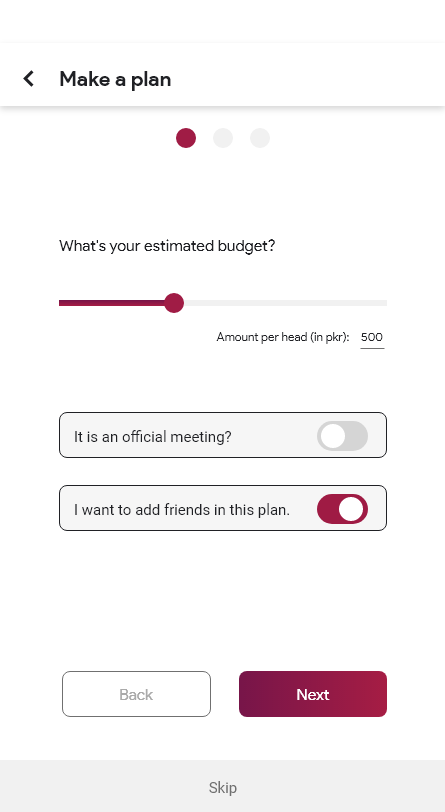 Make a plan
What's your estimated budget?
Amount per head (in pkr): 500
It is an official meeting?
I want to add friends in this plan.
Back Next
Skip